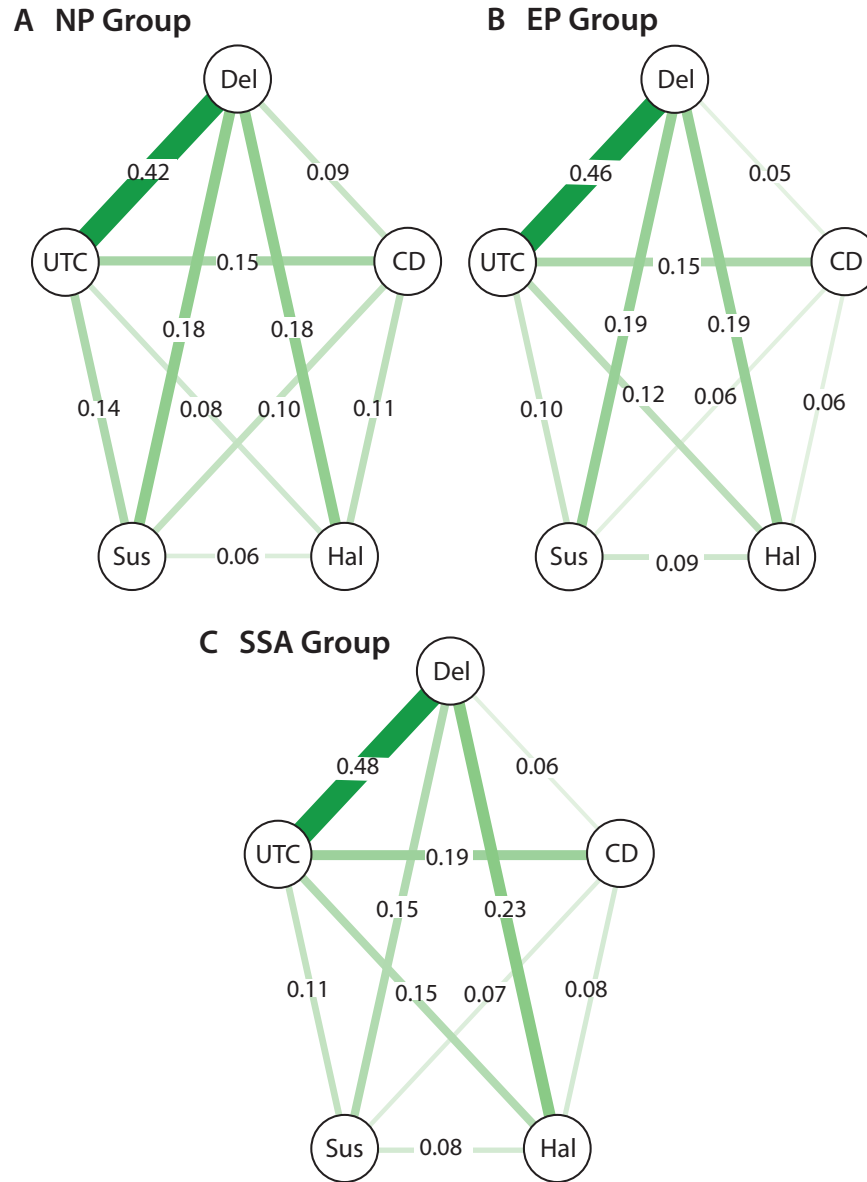 A NP Group
Del
0.42
0.09
UTC
0.15
CD
0.18
0.18
0.14
0.08
0.10
0.11
Sus
0.06
Hal
B EP Group
Del
0.46
0.05
UTC
0.15
CD
0.19
0.19
0.10
0.12
0.06
0.06
Sus
0.09
Hal
C SSA Group
Del
0.48
0.06
UTC
0.19
CD
0.15
0.23
0.11
0.15
0.07
0.08
Sus
0.08
Hal